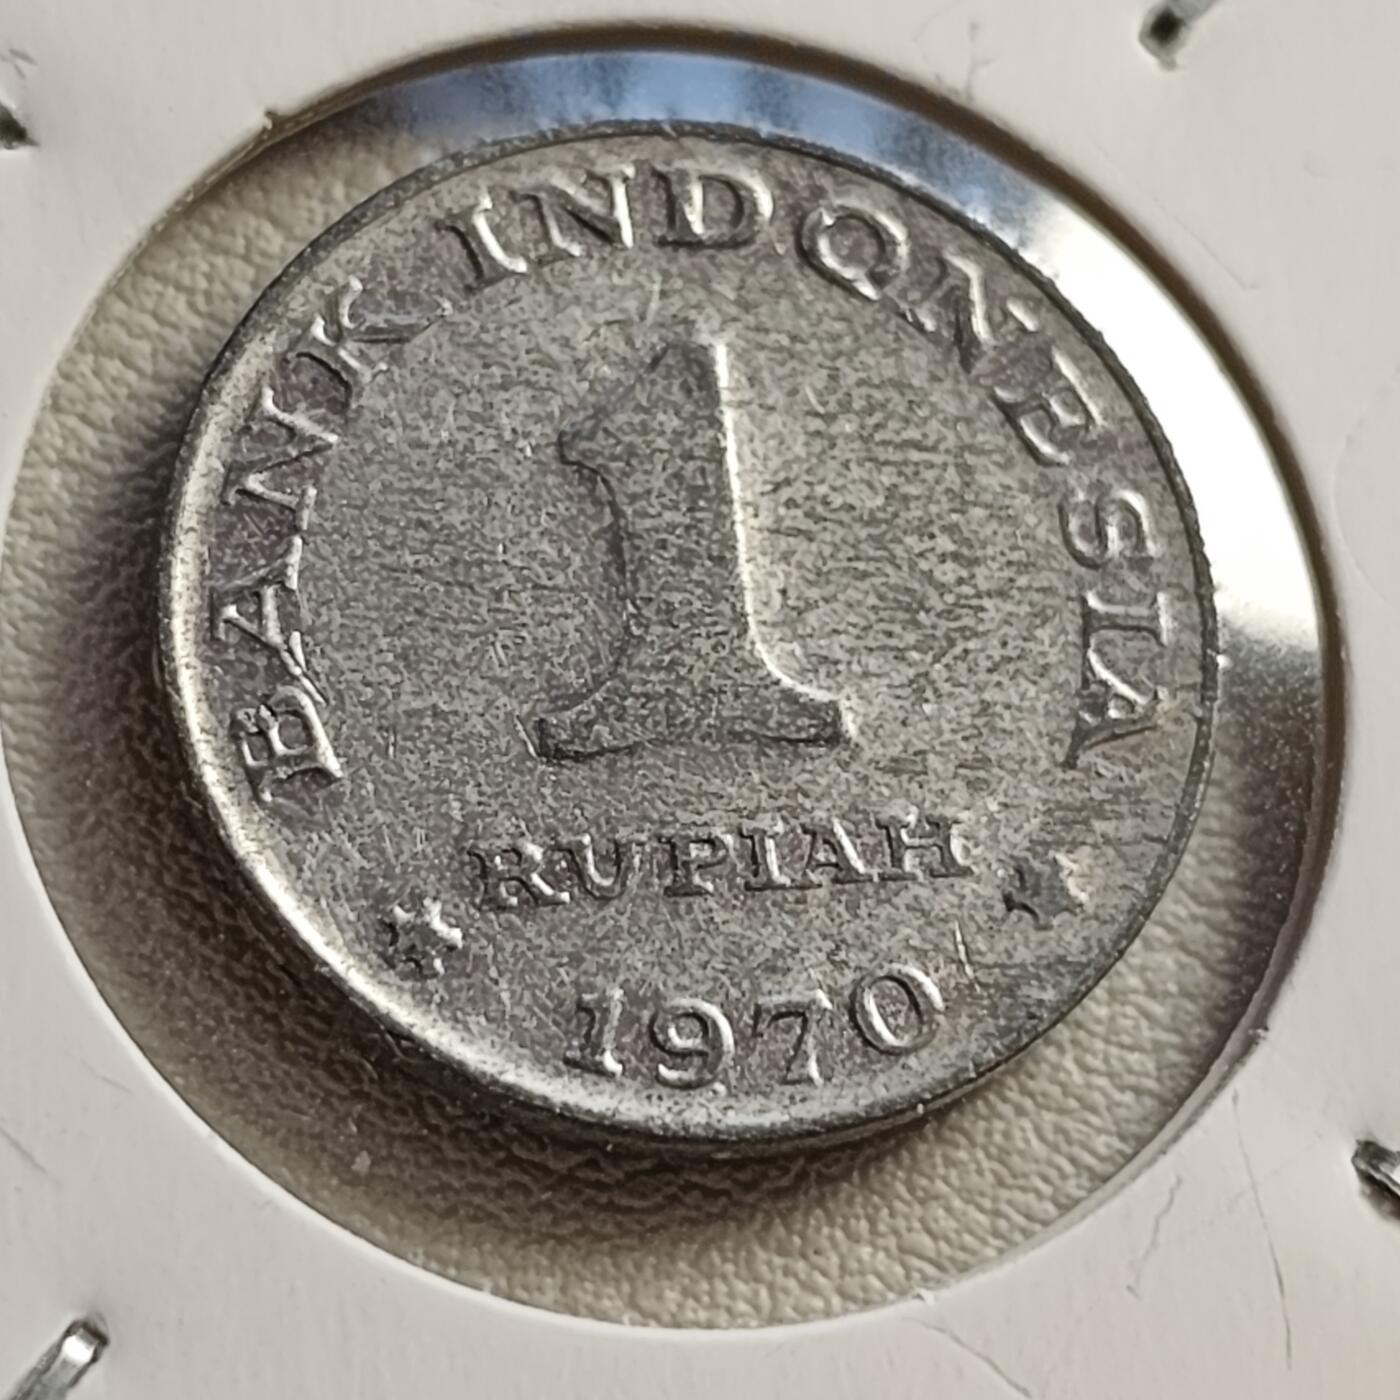 BANK INDONESIA
1
RUPIAH
1970